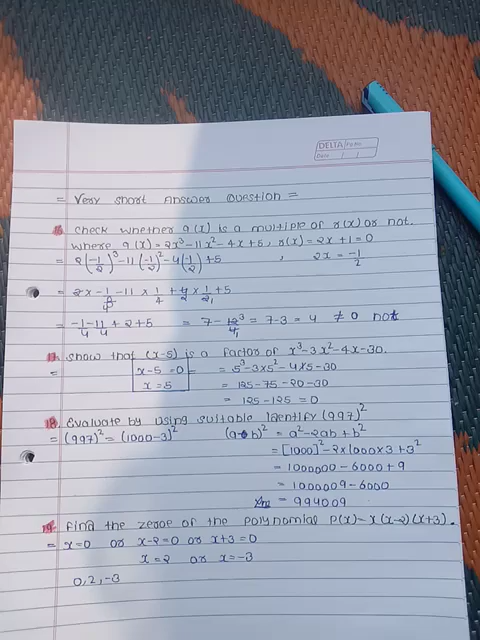 DELTA
Date / /
= Very short Answer Question =
16. Check whether q(x) is a multiple of r(x) or not.
where q(x) = 2x³-11x²-4x+5, r(x) = 2x+1=0
= 2(-1/2)³ -11(-1/2)² -4(-1/2) +5 , 2x = -1/2
= 2x -1/8 -11 x 1/4 + 4/2 x 1/2 +5
= -1/4 -11/4 + 2+5 = 7 - 12/4 = 7-3 = 4 ≠0 not
17. Show that (x-5) is a factor of x³-3x²-4x-30.
x-5=0 = 5³-3x5²-4x5-30
x=5 = 125-75-20-30
= 125-125 = 0
18. Evaluate by using suitable identify (997)²
= (997)² = (1000-3)² (a-b)² = a²-2ab+b²
= [1000]²-2x1000x3+3²
= 1000000-6000+9
= 1000009-6000
= 994009
19. find the zeroe of the polynomial P(x)=x(x-2)(x+3).
= x=0 or x-2=0 or x+3=0
x=2 or x=-3
0,2,-3